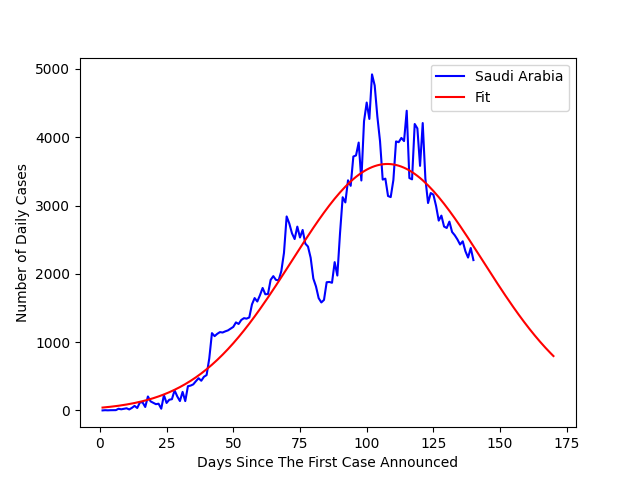 Saudi Arabia
Fit
Number of Daily Cases
5000
4000
3000
2000
1000
0
0 25 50 75 100 125 150 175
Days Since The First Case Announced